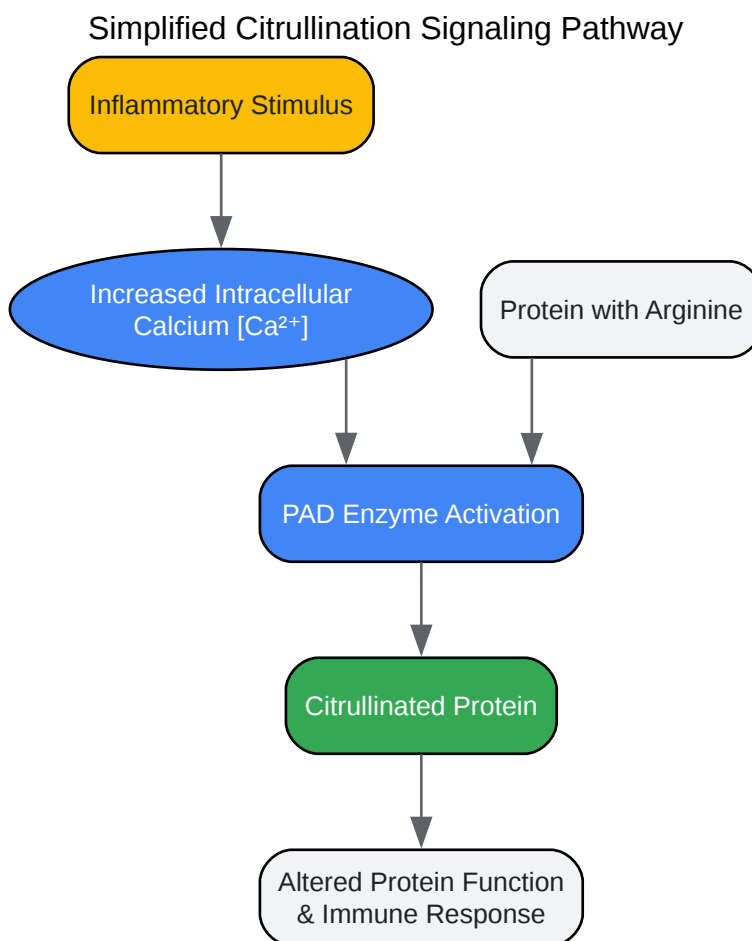 Simplified Citrullination Signaling Pathway
Inflammatory Stimulus
Increased Intracellular
Calcium [Ca²⁺]
Protein with Arginine
PAD Enzyme Activation
Citrullinated Protein
Altered Protein Function
& Immune Response